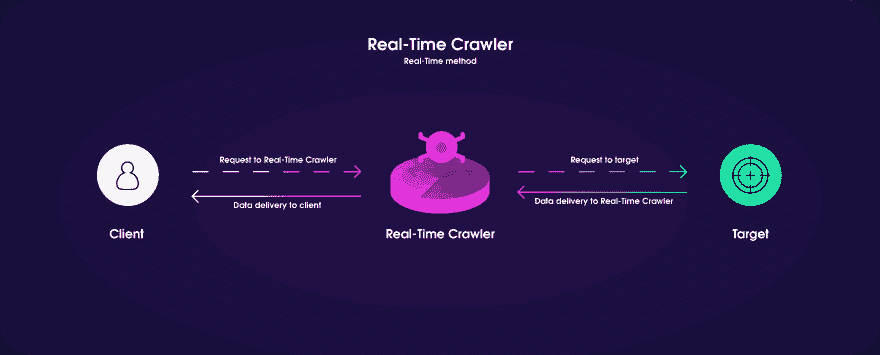 Real-Time Crawler
Real-Time method
Request to Real-Time Crawler
Request to target
Data delivery to client
Data delivery to Real-Time Crawler
Client
Real-Time Crawler
Target